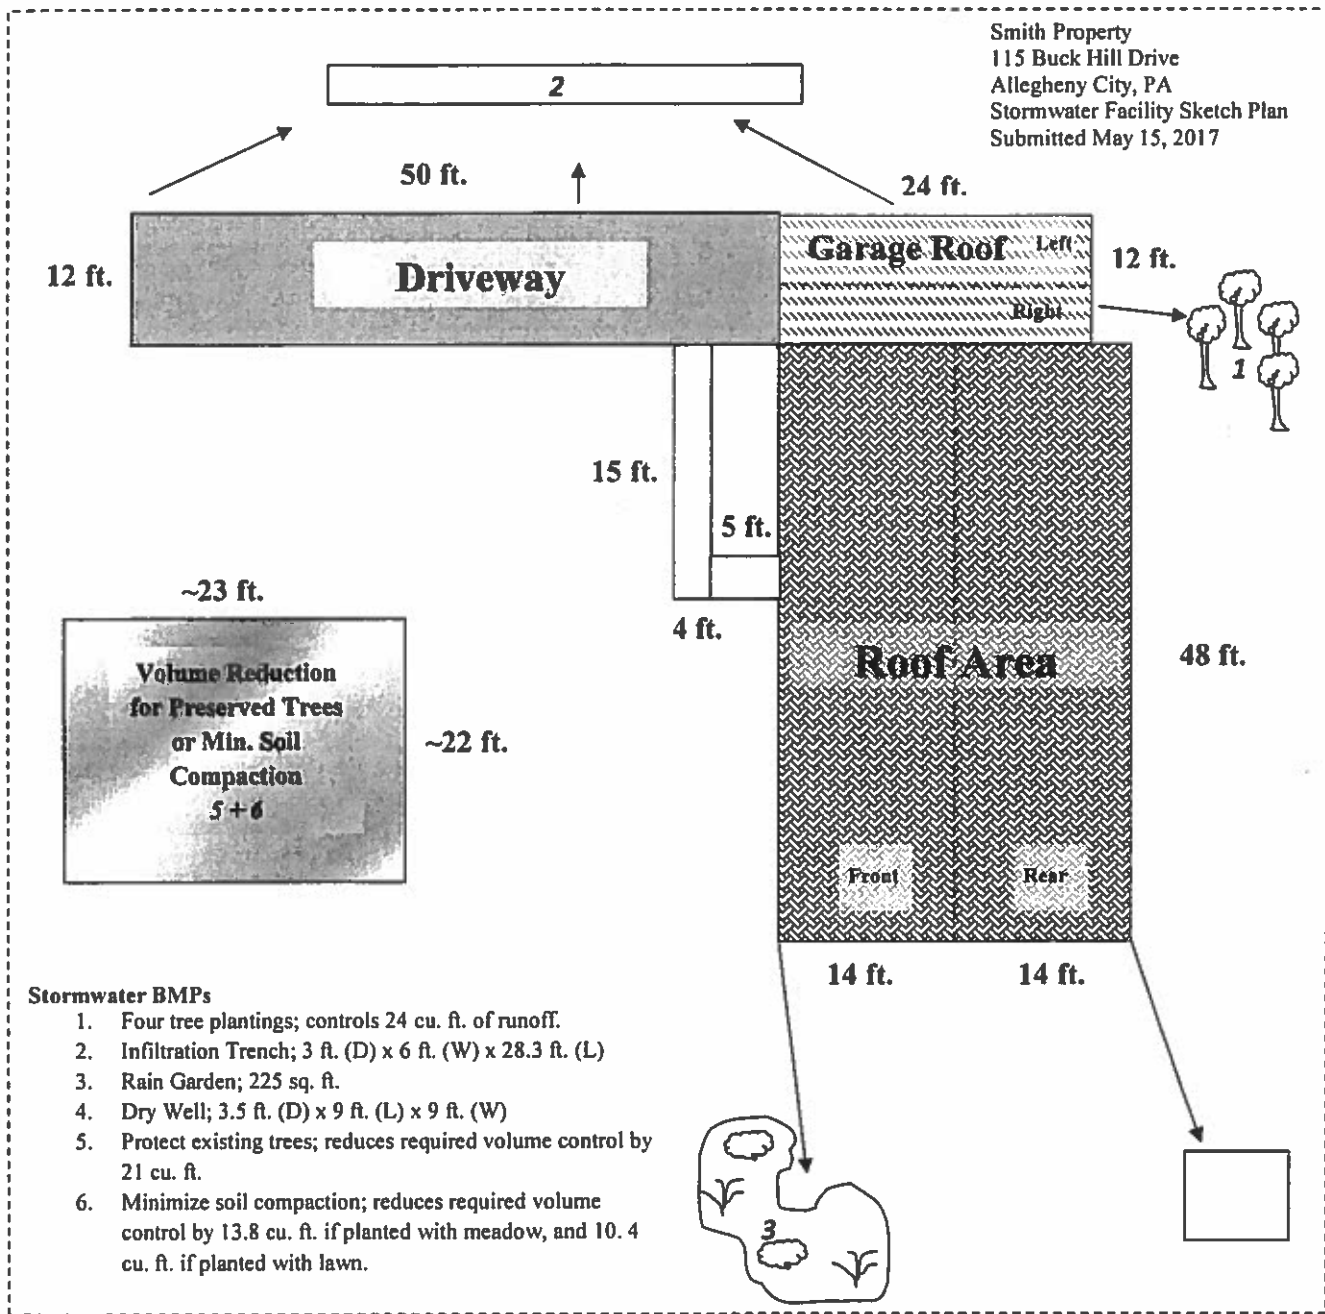 Smith Property
115 Buck Hill Drive
Allegheny City, PA
Stormwater Facility Sketch Plan
Submitted May 15, 2017
2
50 ft.
24 ft.
12 ft.
Driveway
Garage Roof
Left
Right
12 ft.
1
15 ft.
5 ft.
4 ft.
~23 ft.
Volume Reduction
for Preserved Trees
or Min. Soil
Compaction
5 + 6
~22 ft.
Roof Area
48 ft.
Front
Rear
14 ft.
14 ft.
Stormwater BMPs
1. Four tree plantings; controls 24 cu. ft. of runoff.
2. Infiltration Trench; 3 ft. (D) x 6 ft. (W) x 28.3 ft. (L)
3. Rain Garden; 225 sq. ft.
4. Dry Well; 3.5 ft. (D) x 9 ft. (L) x 9 ft. (W)
5. Protect existing trees; reduces required volume control by
21 cu. ft.
6. Minimize soil compaction; reduces required volume
control by 13.8 cu. ft. if planted with meadow, and 10. 4
cu. ft. if planted with lawn.
3